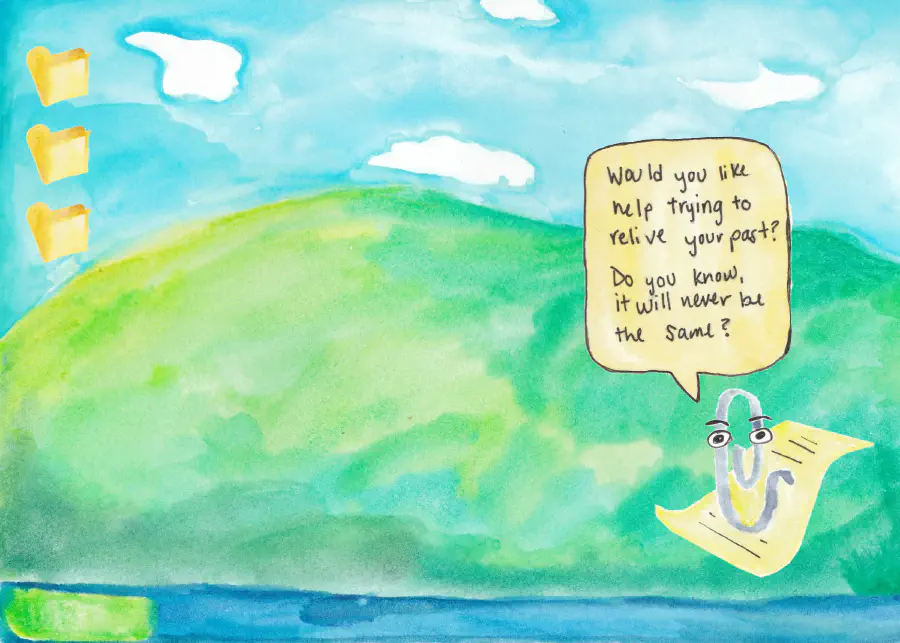 Would you like
help trying to
relive your past?
Do you know,
it will never be
the same?